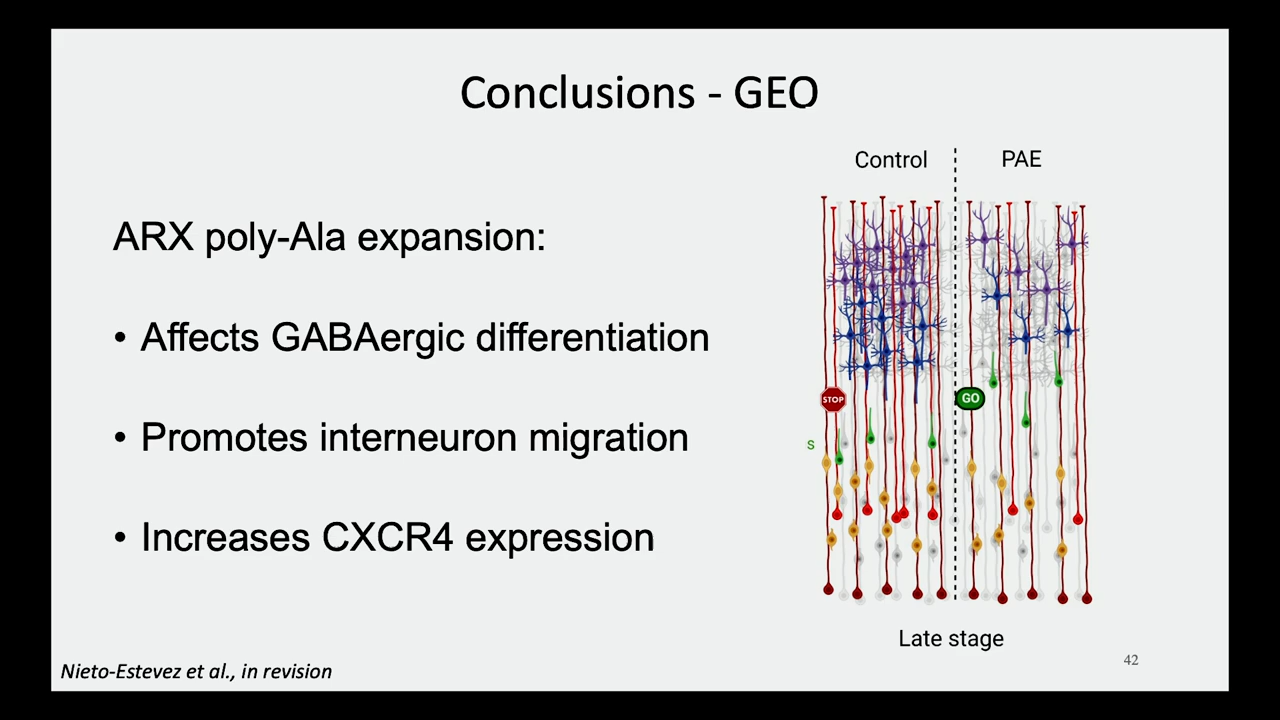 Conclusions - GEO
Control
PAE
ARX poly-Ala expansion:
• Affects GABAergic differentiation
STOP
GO
• Promotes interneuron migration
s
• Increases CXCR4 expression
Late stage
Nieto-Estevez et al., in revision
42